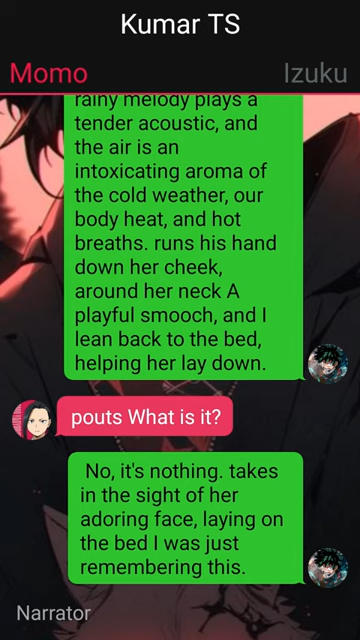 Kumar TS
Momo
Izuku
rainy melody plays a
tender acoustic, and
the air is an
intoxicating aroma of
the cold weather, our
body heat, and hot
breaths. runs his hand
down her cheek,
around her neck A
playful smooch, and I
lean back to the bed,
helping her lay down.
pouts What is it?
No, it's nothing. takes
in the sight of her
adoring face, laying on
the bed I was just
remembering this.
Narrator